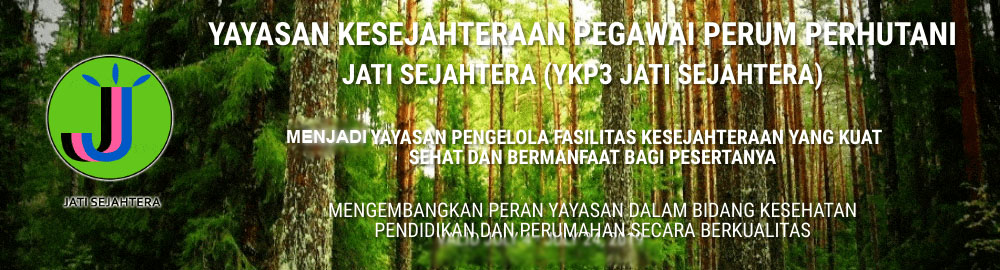 YAYASAN KESEJAHTERAAN PEGAWAI PERUM PERHUTANI
JATI SEJAHTERA (YKP3 JATI SEJAHTERA)
MENJADI YAYASAN PENGELOLA FASILITAS KESEJAHTERAAN YANG KUAT
SEHAT DAN BERMANFAAT BAGI PESERTANYA
MENGEMBANGKAN PERAN YAYASAN DALAM BIDANG KESEHATAN
PENDIDIKAN,DAN PERUMAHAN SECARA BERKUALITAS
JJ
JATI SEJAHTERA